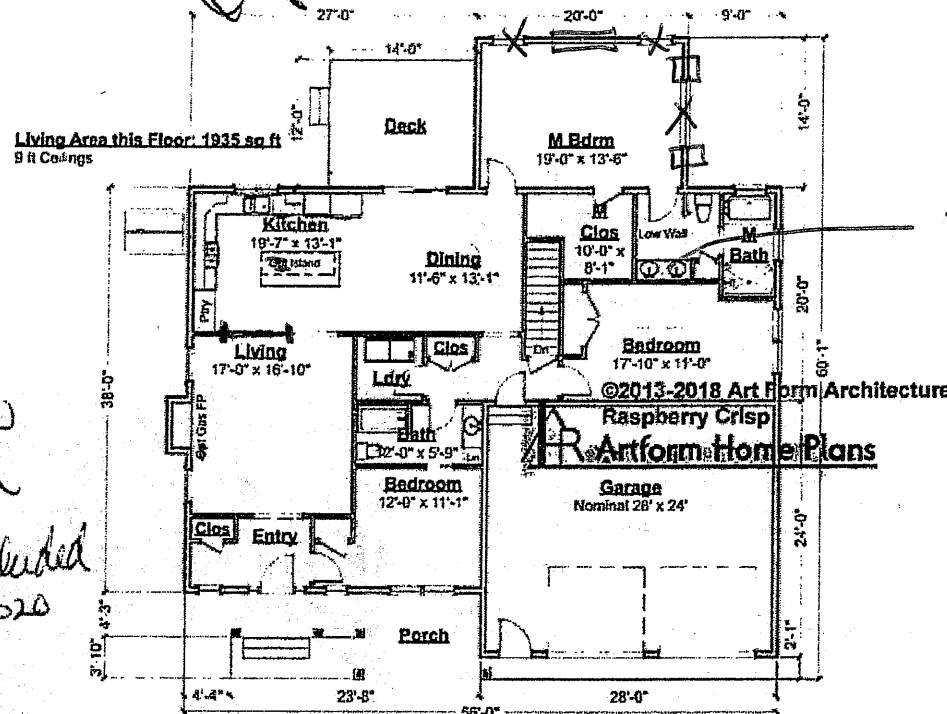 27'-0"
20'-0"
9'-0"
14'-0"
12'-0"
Deck
14'-0"
Living Area this Floor: 1935 sq ft
9 ft Ceilings
M Bdrm
19'-0" x 13'-6"
Kitchen
19'-7" x 13'-1"
Island
M
Clos
10'-0" x
8'-1"
Low Wall
M
Bath
Dining
11'-6" x 13'-1"
20'-0"
Ptry
Living
17'-0" x 16'-10"
Clos
Dn
Bedroom
17'-10" x 11'-0"
60'-1"
Ldry
38'-0"
©2013-2018 Art Form Architecture
Raspberry Crisp
Artform Home Plans
Opt Gas FP
Bath
12'-0" x 5'-9"
Lin
Bedroom
12'-0" x 11'-1"
Garage
Nominal 28' x 24'
24'-0"
Clos
Entry
4'-3"
Porch
2'-1"
3'-10"
4'-4"
23'-8"
28'-0"
56'-0"